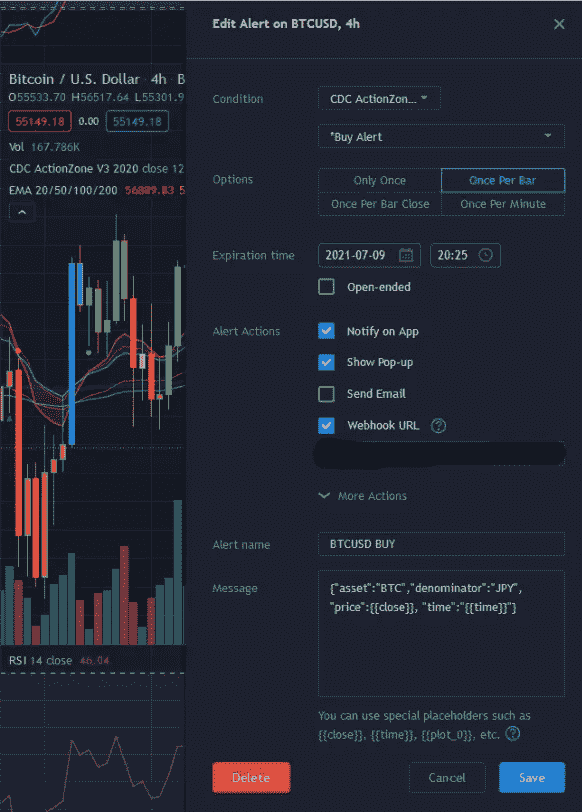 Edit Alert on BTCUSD, 4h
Bitcoin / U.S. Dollar · 4h · B
O55533.70 H56517.64 L55301.9
55149.18 0.00 55149.18
Vol 167.786K
CDC ActionZone V3 2020 close 12
EMA 20/50/100/200 5
RSI 14 close 46.04
Condition
CDC ActionZon...
*Buy Alert
Options
Only Once
Once Per Bar
Once Per Bar Close
Once Per Minute
Expiration time
2021-07-09
20:25
Open-ended
Alert Actions
Notify on App
Show Pop-up
Send Email
Webhook URL
More Actions
Alert name
BTCUSD BUY
Message
{"asset":"BTC","denominator":"JPY",
"price":{{close}}, "time":"{{time}}"}
You can use special placeholders such as
{{close}}, {{time}}, {{plot_0}}, etc.
Delete
Cancel
Save